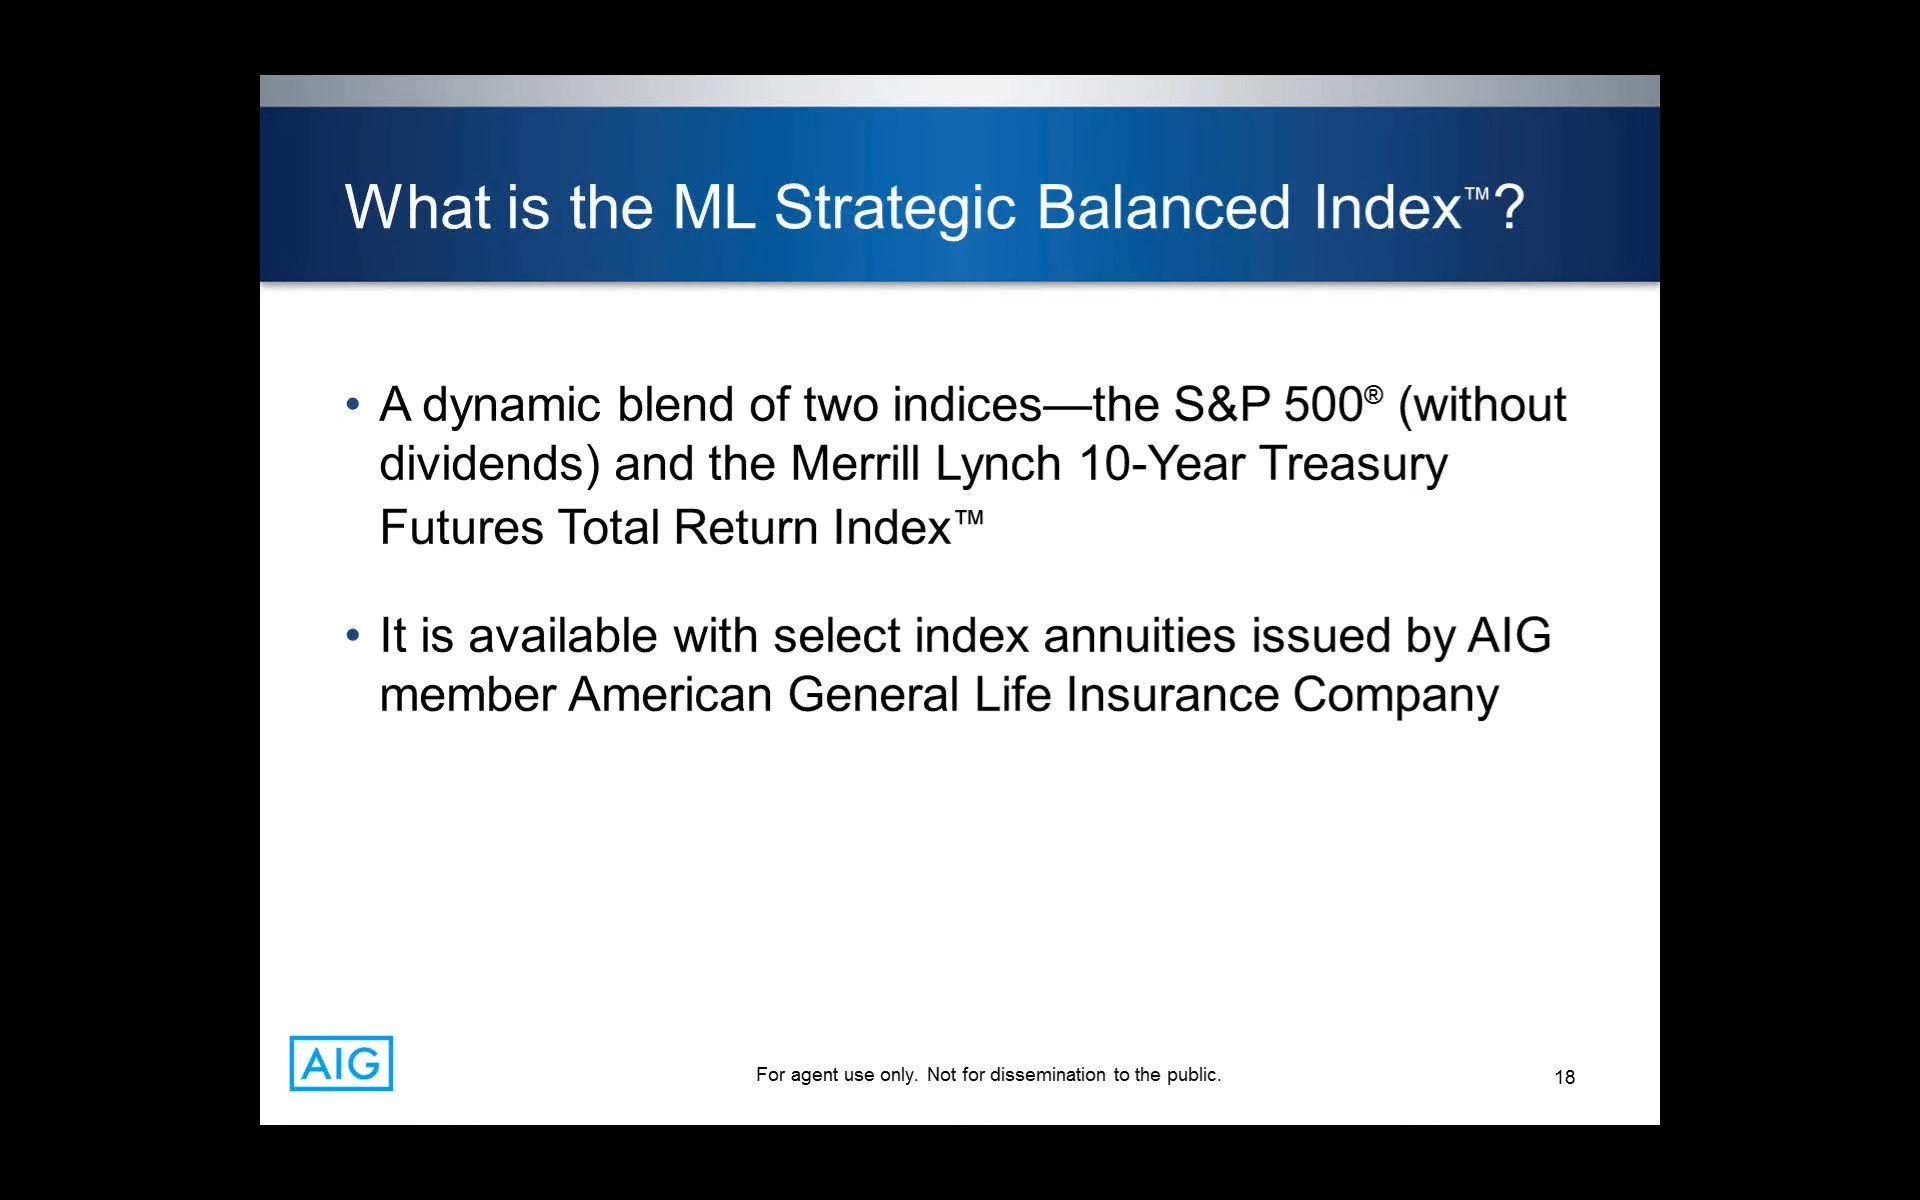 What is the ML Strategic Balanced Index™?
• A dynamic blend of two indices—the S&P 500® (without
dividends) and the Merrill Lynch 10-Year Treasury
Futures Total Return Index™
• It is available with select index annuities issued by AIG
member American General Life Insurance Company
AIG
For agent use only. Not for dissemination to the public.
18